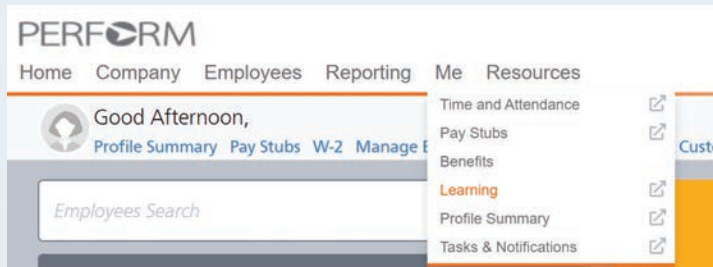 PERFORM
Home Company Employees Reporting Me Resources
Good Afternoon,
Profile Summary Pay Stubs W-2 Manage
Time and Attendance
Pay Stubs
Benefits
Learning
Profile Summary
Tasks & Notifications
Employees Search